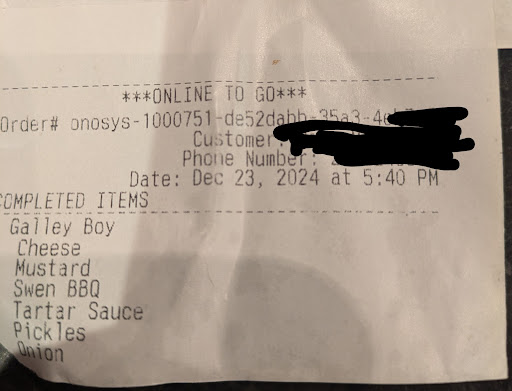 ***ONLINE TO GO***
Order# onosys-1000751-de52dabb-35a3-4
Customer:
Phone Number:
Date: Dec 23, 2024 at 5:40 PM
COMPLETED ITEMS
Galley Boy
Cheese
Mustard
Swen BBQ
Tartar Sauce
Pickles
Onion